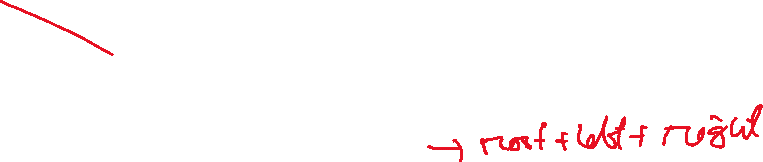 → root + left + right